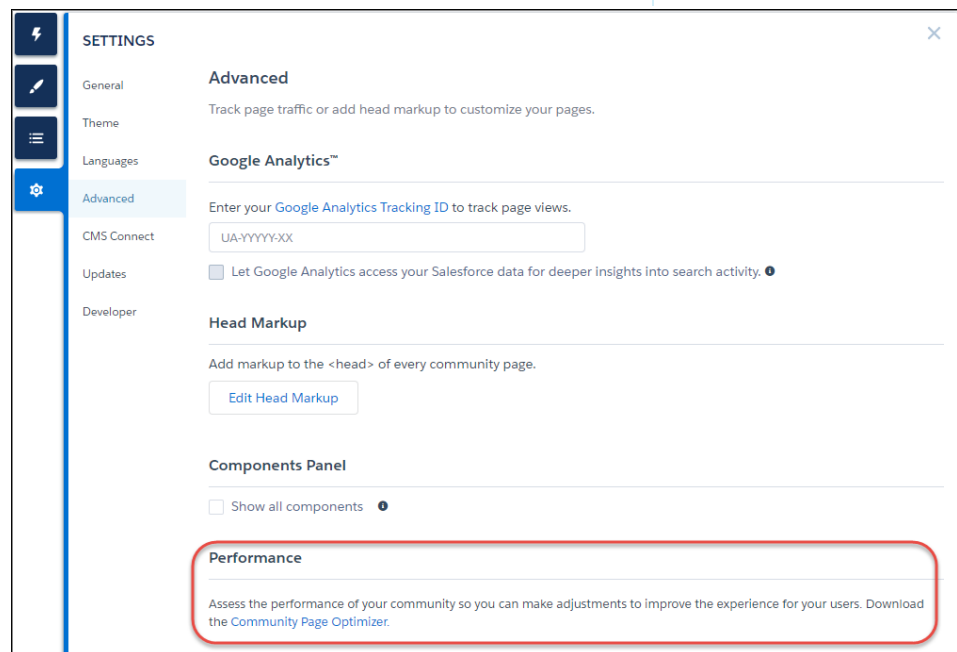 SETTINGS
General
Theme
Languages
Advanced
CMS Connect
Updates
Developer
Advanced
Track page traffic or add head markup to customize your pages.
Google Analytics™
Enter your Google Analytics Tracking ID to track page views.
UA-YYYYY-XX
Let Google Analytics access your Salesforce data for deeper insights into search activity.
Head Markup
Add markup to the <head> of every community page.
Edit Head Markup
Components Panel
Show all components
Performance
Assess the performance of your community so you can make adjustments to improve the experience for your users. Download
the Community Page Optimizer.